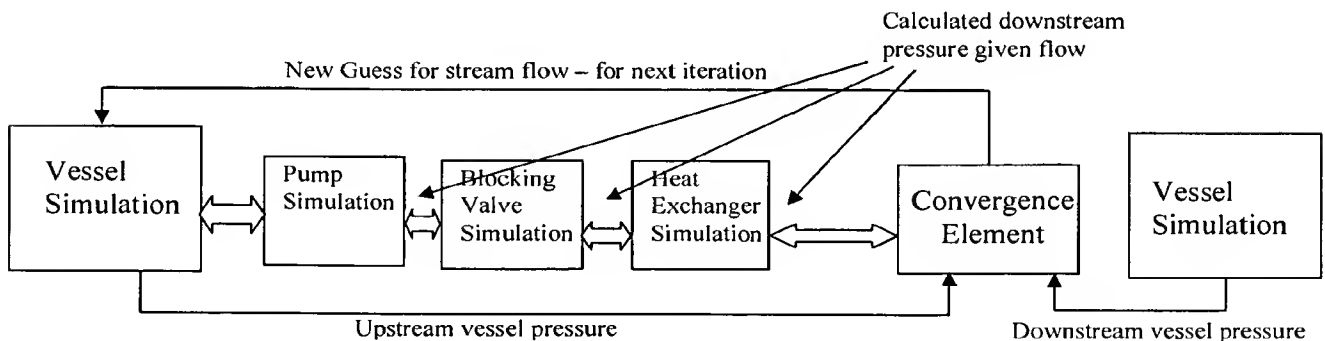 Calculated downstream
pressure given flow
New Guess for stream flow – for next iteration
Vessel
Simulation
Pump
Simulation
Blocking
Valve
Simulation
Heat
Exchanger
Simulation
Convergence
Element
Vessel
Simulation
Upstream vessel pressure
Downstream vessel pressure